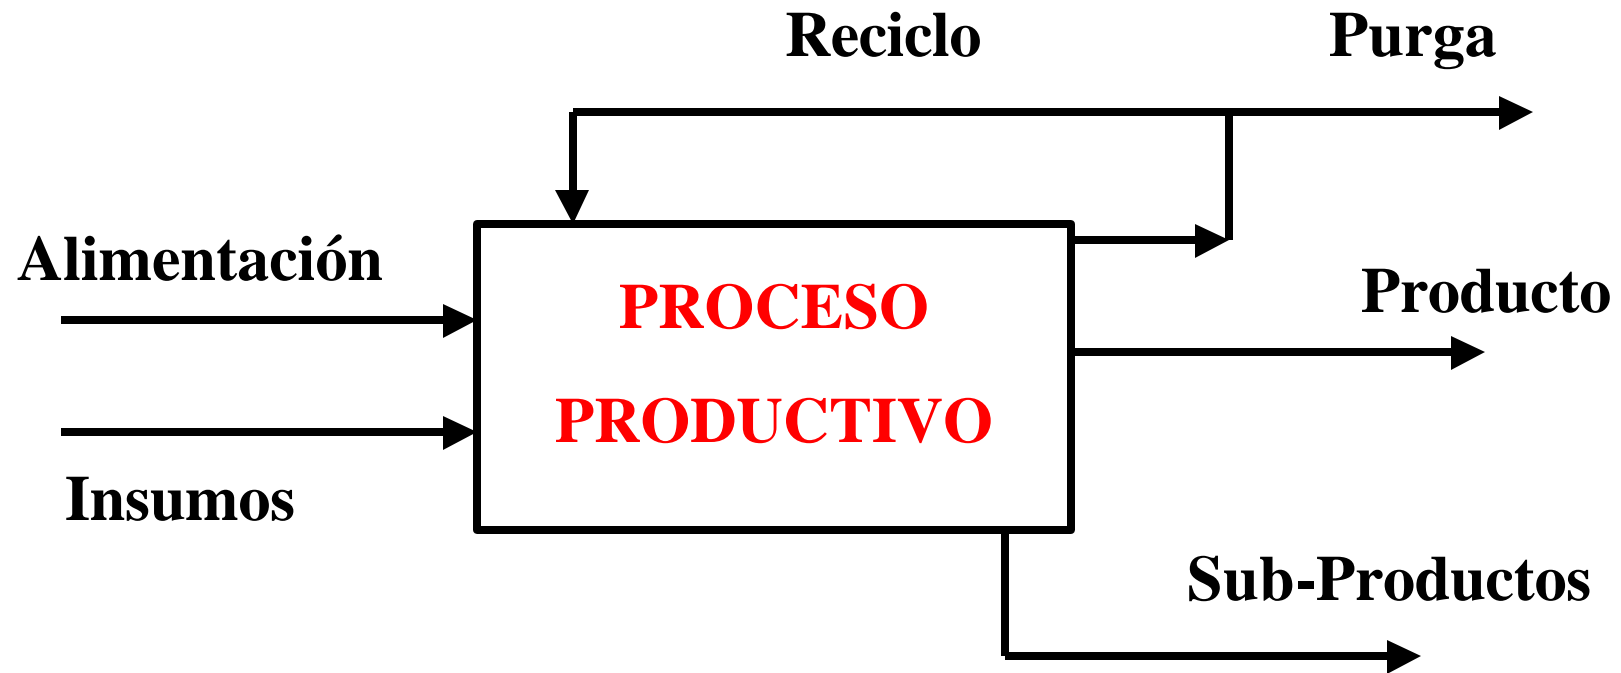 Reciclo
Purga
Alimentación
PROCESO
PRODUCTIVO
Producto
Insumos
Sub-Productos